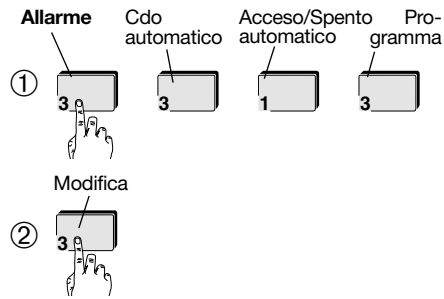 Allarme Cdo automatico Acceso/Spento automatico Pro-
gramma
① 3 3 1 3
Modifica
② 3